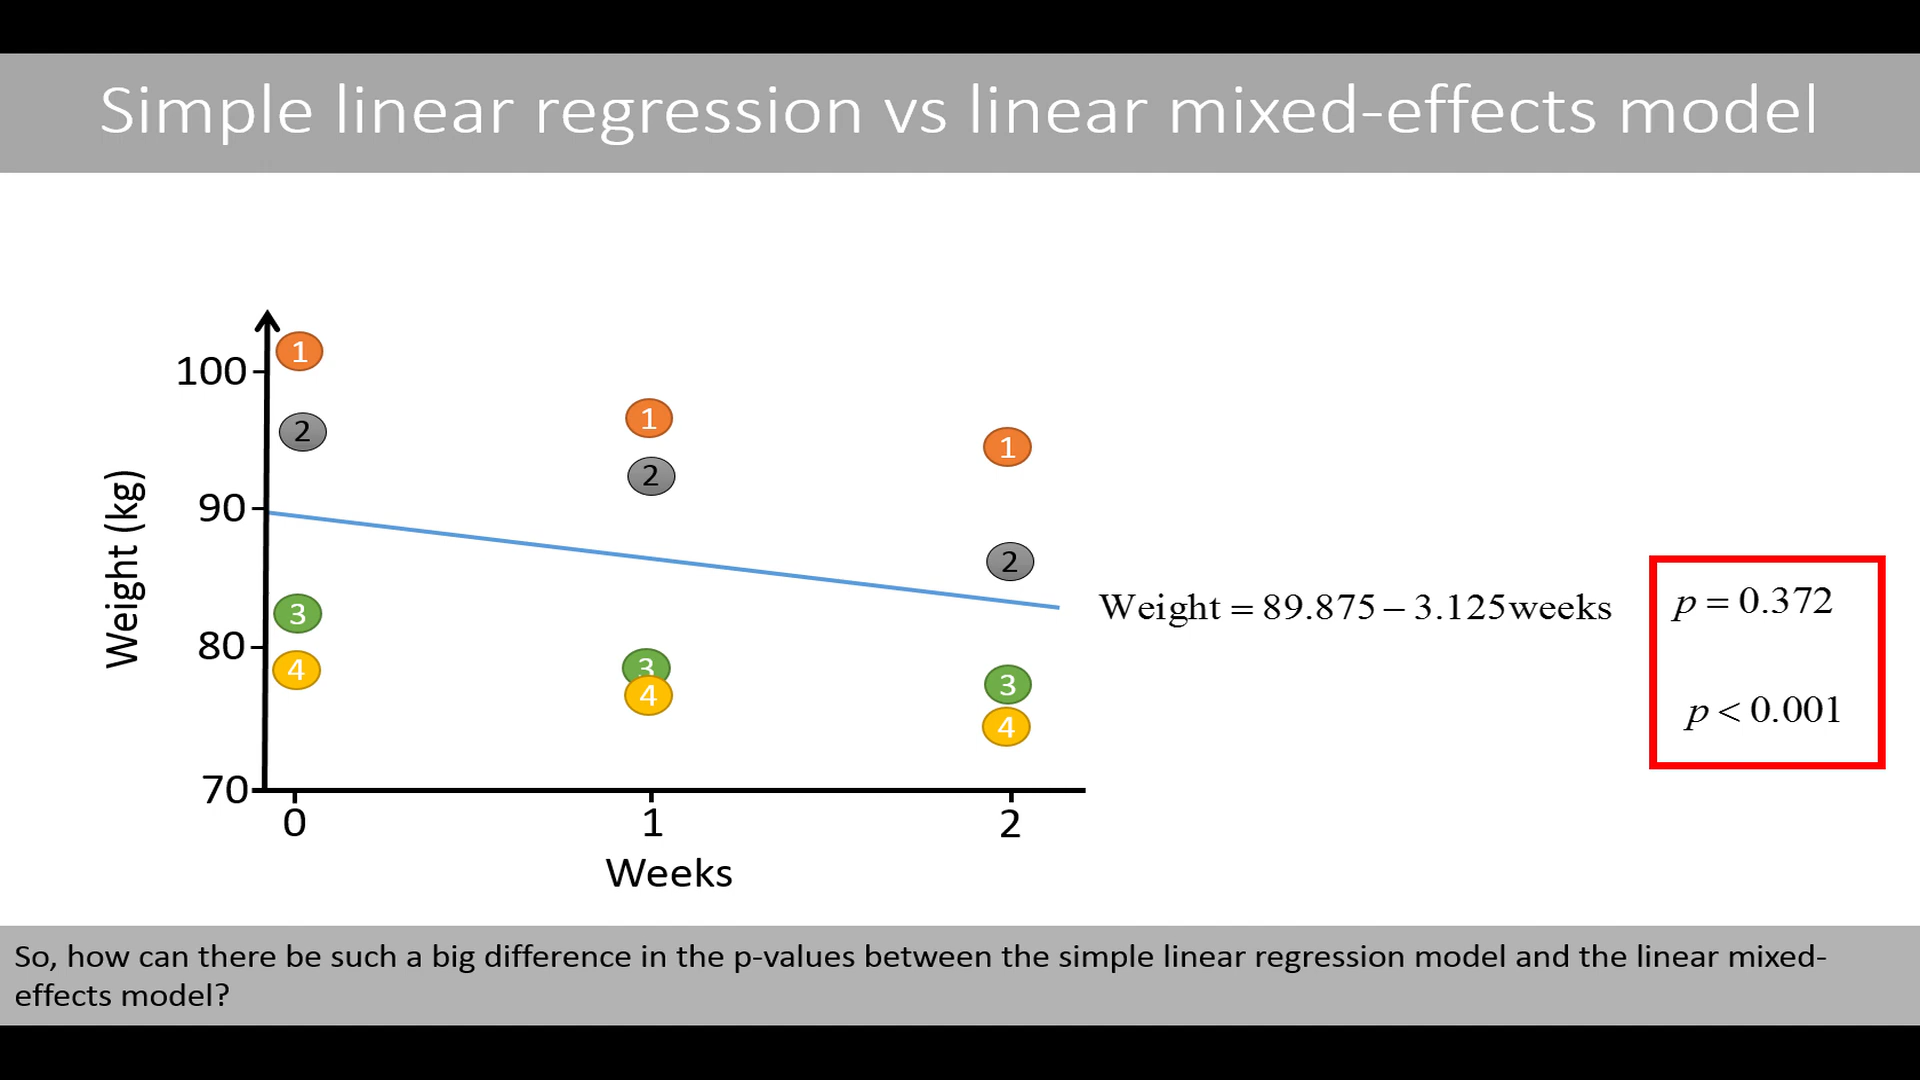 Simple linear regression vs linear mixed-effects model
1
100
1
2
1
2
Weight (kg)
90
2
Weight = 89.875 – 3.125weeks
p = 0.372
3
80
4
3
4
3
4
p < 0.001
70
0 1 2
Weeks
So, how can there be such a big difference in the p-values between the simple linear regression model and the linear mixed-
effects model?